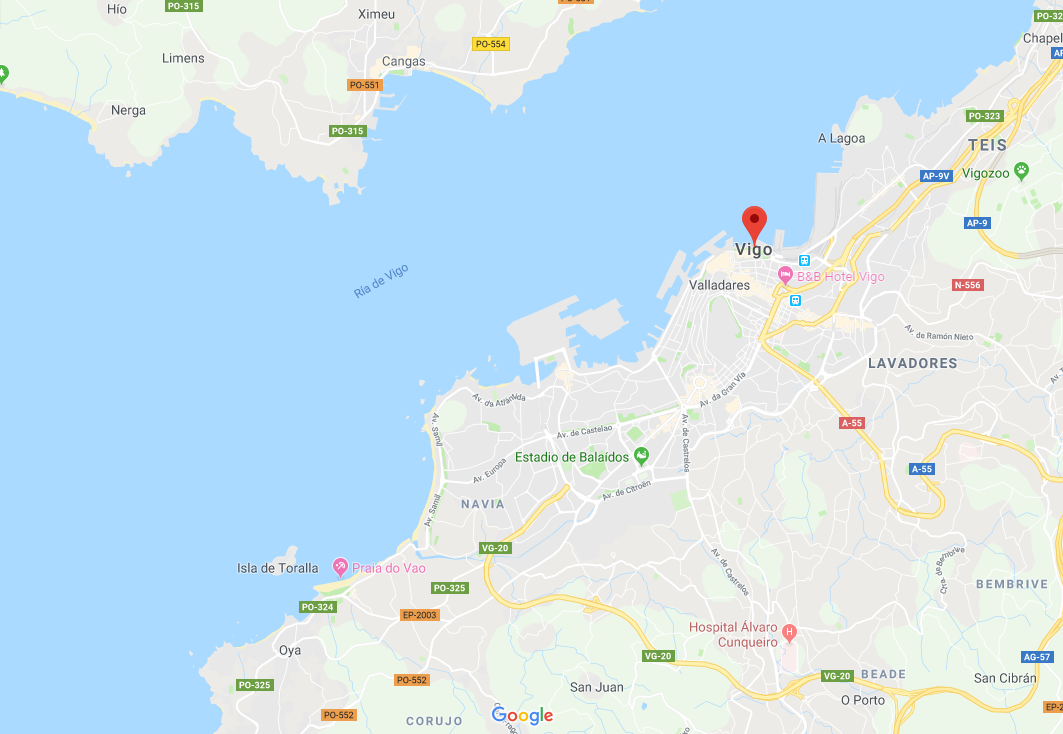 Hío
PO-315
Ximeu
PO-554
Limens
Cangas
PO-551
Nerga
PO-315
Chapel
A Lagoa
PO-323
TEIS
AP-9V
Vigozoo
AP-9
Vigo
Ría de Vigo
Valladares
B&B Hotel Vigo
N-556
Av. de Ramón Nieto
LAVADORES
Av. da Gran Vía
Av. da Atlántida
Av. Samil
Av. de Castelao
Av. de Castrelos
A-55
Estadio de Balaídos
Av. Europa
A-55
Av. de Citroën
NAVIA
Av. Samil
VG-20
Isla de Toralla
Praia do Vao
Av. de Castrelos
Ctra. de Bembrive
BEMBRIVE
PO-325
PO-324
EP-2003
Hospital Álvaro
Cunqueiro
H
Oya
VG-20
AG-57
PO-325
PO-552
San Juan
VG-20
BEADE
San Cibrán
O Porto
PO-552
CORUJO
Google